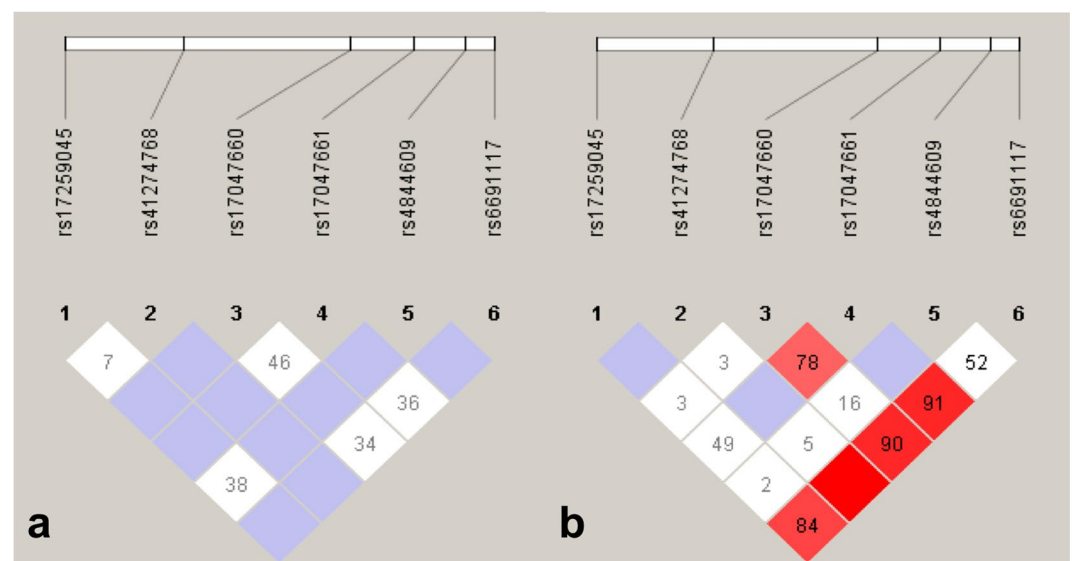 rs17259045
rs41274768
rs17047660
rs17047661
rs4844609
rs6691117
1 2 3 4 5 6
7 46
36
34
38
a
rs17259045
rs41274768
rs17047660
rs17047661
rs4844609
rs6691117
1 2 3 4 5 6
3 78 52
3 16 91
49 5 90
2
84
b